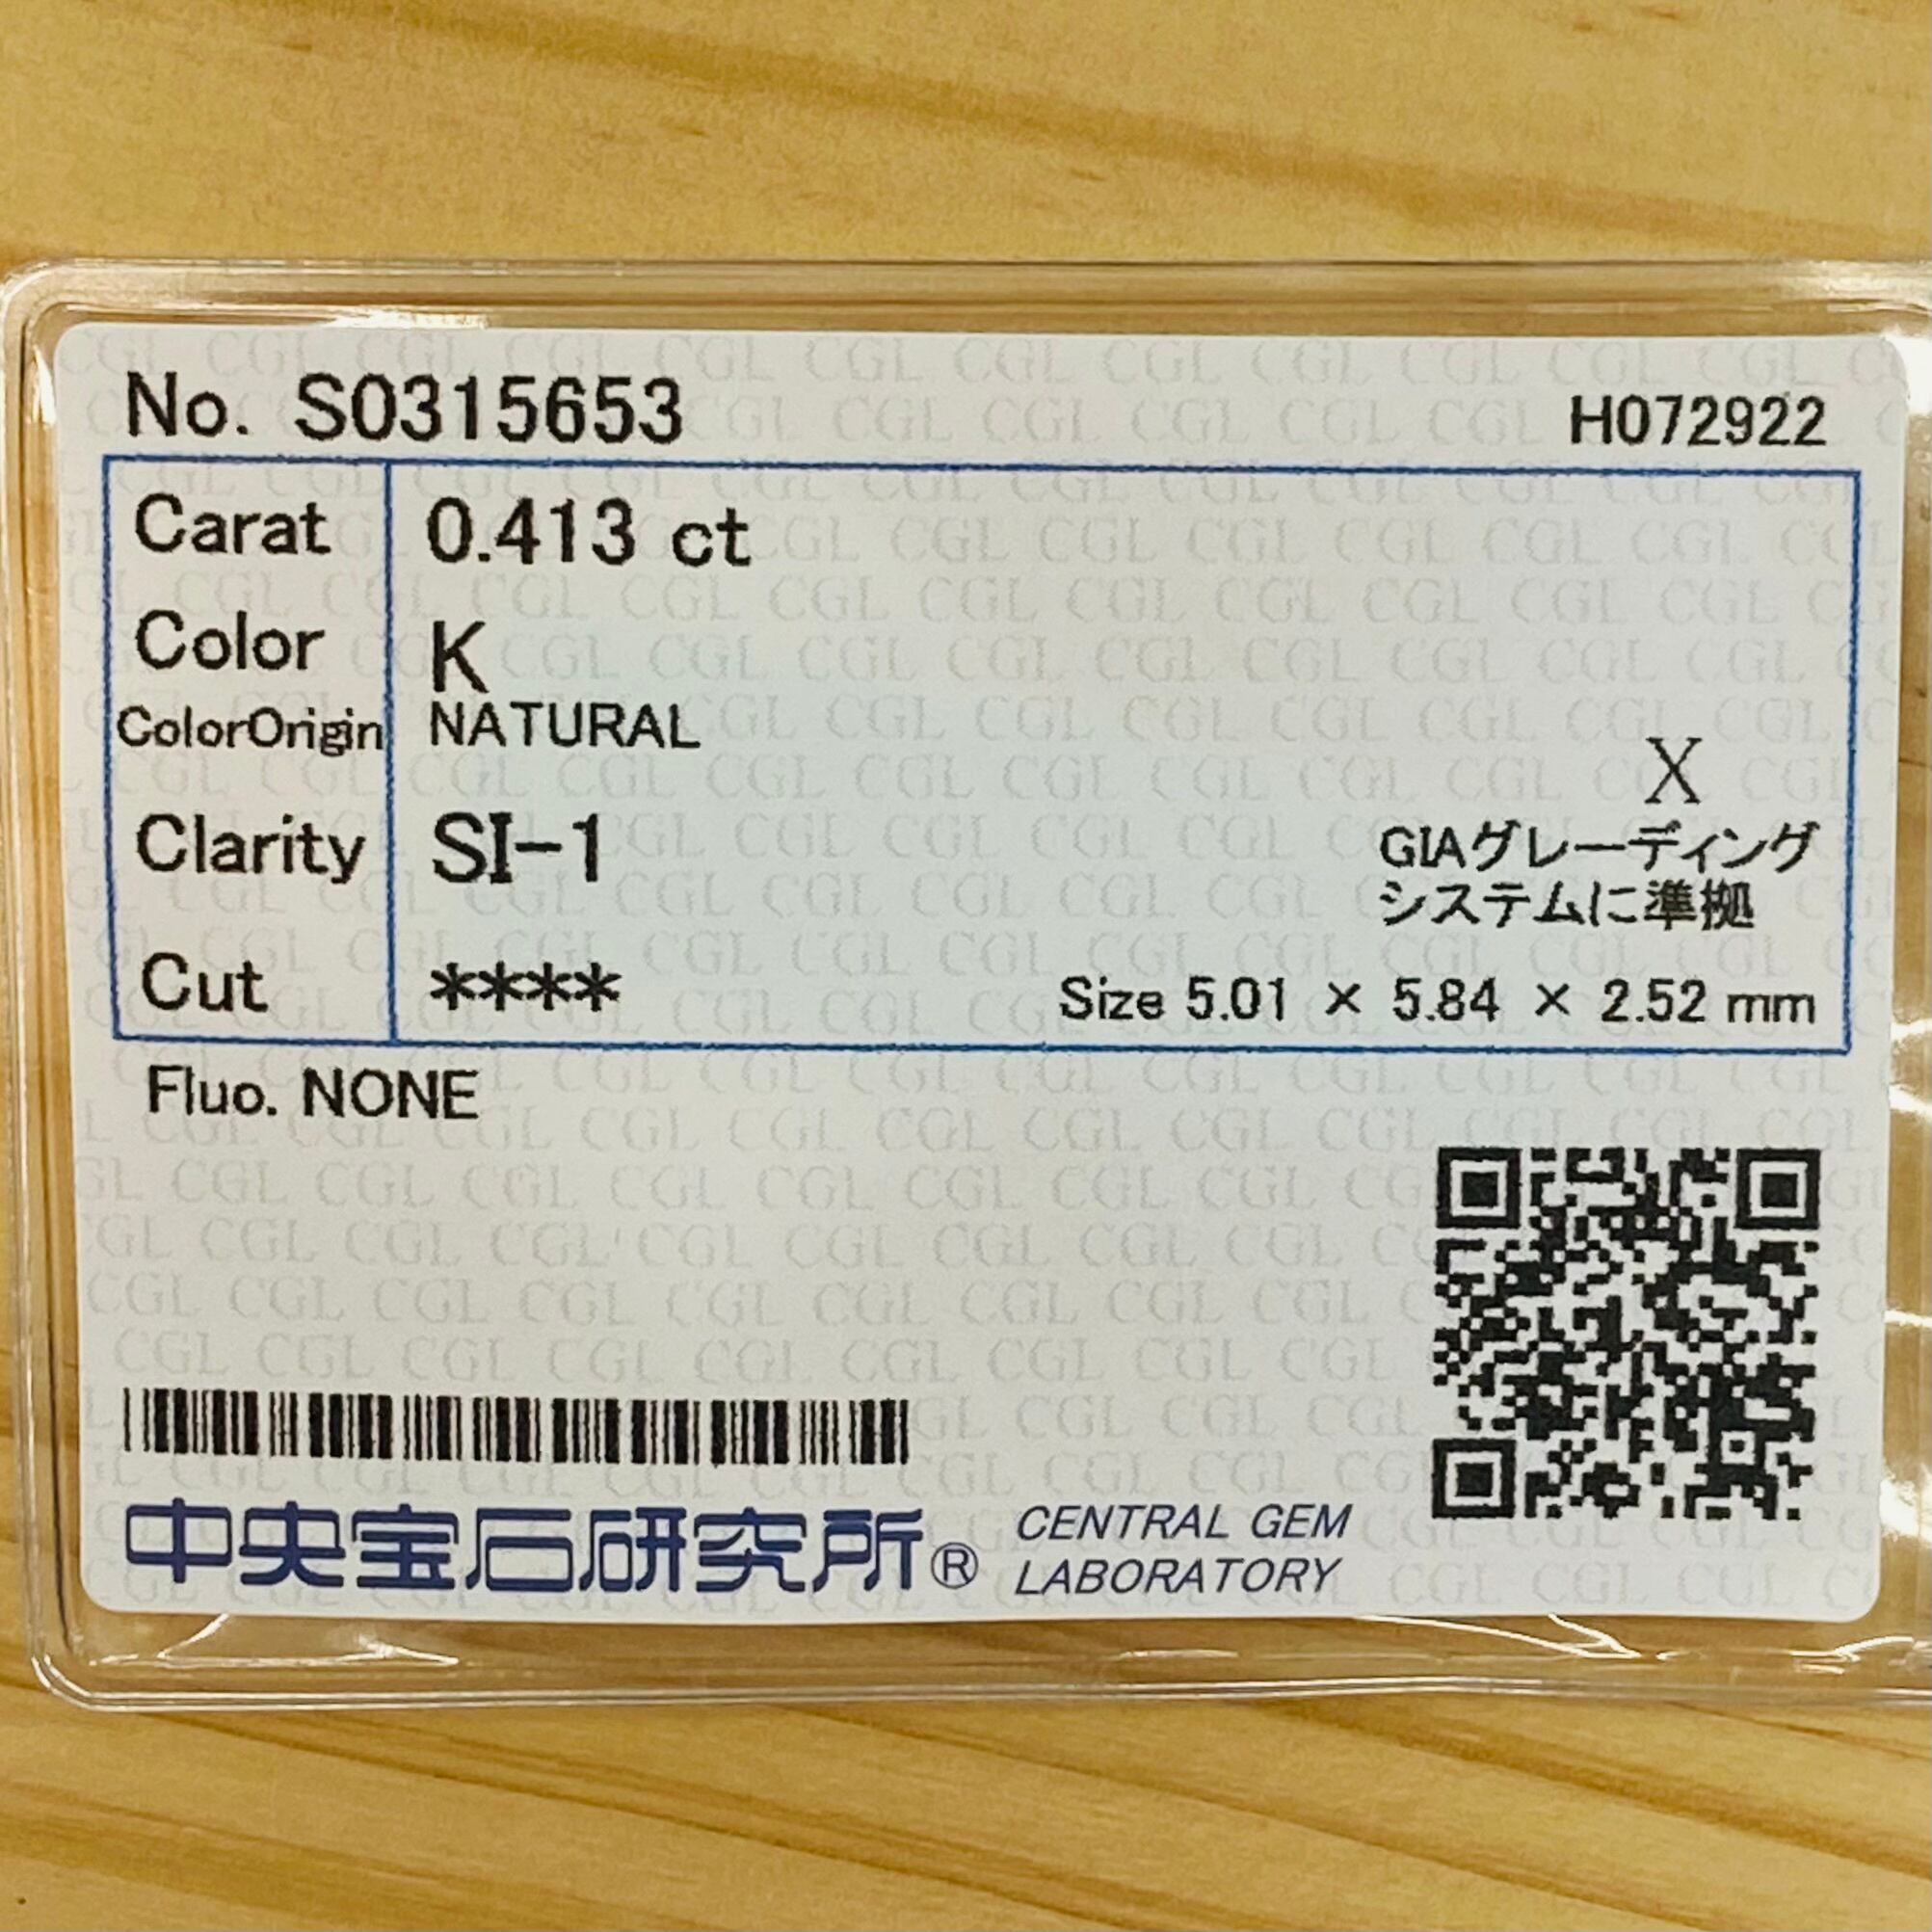 No. S0315653 H072922
Carat 0.413 ct
Color K
ColorOrigin NATURAL
X
Clarity SI-1
GIAグレーディング
システムに準拠
Cut ****
Size 5.01 × 5.84 × 2.52 mm
Fluo. NONE
中央宝石研究所® CENTRAL GEM
LABORATORY